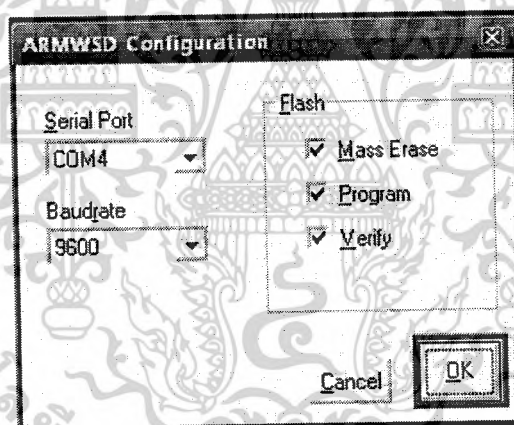 ARMWSD Configuration
Serial Port
COM4
Baudrate
9600
Flash
Mass Erase
Program
Verify
Cancel
OK